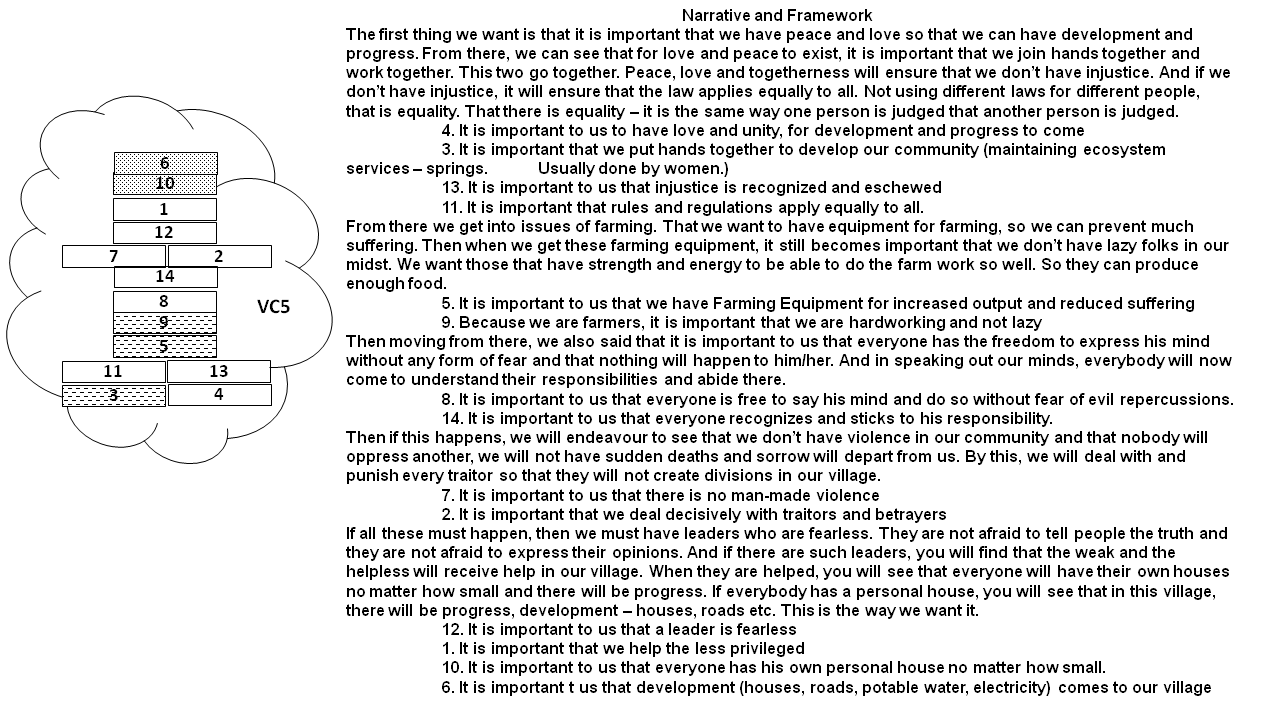 6
10
1
12
7 2
14
8
VC5
9
5
11 13
3 4
Narrative and Framework
The first thing we want is that it is important that we have peace and love so that we can have development and
progress. From there, we can see that for love and peace to exist, it is important that we join hands together and
work together. This two go together. Peace, love and togetherness will ensure that we don't have injustice. And if we
don't have injustice, it will ensure that the law applies equally to all. Not using different laws for different people,
that is equality. That there is equality – it is the same way one person is judged that another person is judged.
4. It is important to us to have love and unity, for development and progress to come
3. It is important that we put hands together to develop our community (maintaining ecosystem
services – springs. Usually done by women.)
13. It is important to us that injustice is recognized and eschewed
11. It is important that rules and regulations apply equally to all.
From there we get into issues of farming. That we want to have equipment for farming, so we can prevent much
suffering. Then when we get these farming equipment, it still becomes important that we don't have lazy folks in our
midst. We want those that have strength and energy to be able to do the farm work so well. So they can produce
enough food.
5. It is important to us that we have Farming Equipment for increased output and reduced suffering
9. Because we are farmers, it is important that we are hardworking and not lazy
Then moving from there, we also said that it is important to us that everyone has the freedom to express his mind
without any form of fear and that nothing will happen to him/her. And in speaking out our minds, everybody will now
come to understand their responsibilities and abide there.
8. It is important to us that everyone is free to say his mind and do so without fear of evil repercussions.
14. It is important to us that everyone recognizes and sticks to his responsibility.
Then if this happens, we will endeavour to see that we don't have violence in our community and that nobody will
oppress another, we will not have sudden deaths and sorrow will depart from us. By this, we will deal with and
punish every traitor so that they will not create divisions in our village.
7. It is important to us that there is no man-made violence
2. It is important that we deal decisively with traitors and betrayers
If all these must happen, then we must have leaders who are fearless. They are not afraid to tell people the truth and
they are not afraid to express their opinions. And if there are such leaders, you will find that the weak and the
helpless will receive help in our village. When they are helped, you will see that everyone will have their own houses
no matter how small and there will be progress. If everybody has a personal house, you will see that in this village,
there will be progress, development – houses, roads etc. This is the way we want it.
12. It is important to us that a leader is fearless
1. It is important that we help the less privileged
10. It is important to us that everyone has his own personal house no matter how small.
6. It is important t us that development (houses, roads, potable water, electricity) comes to our village